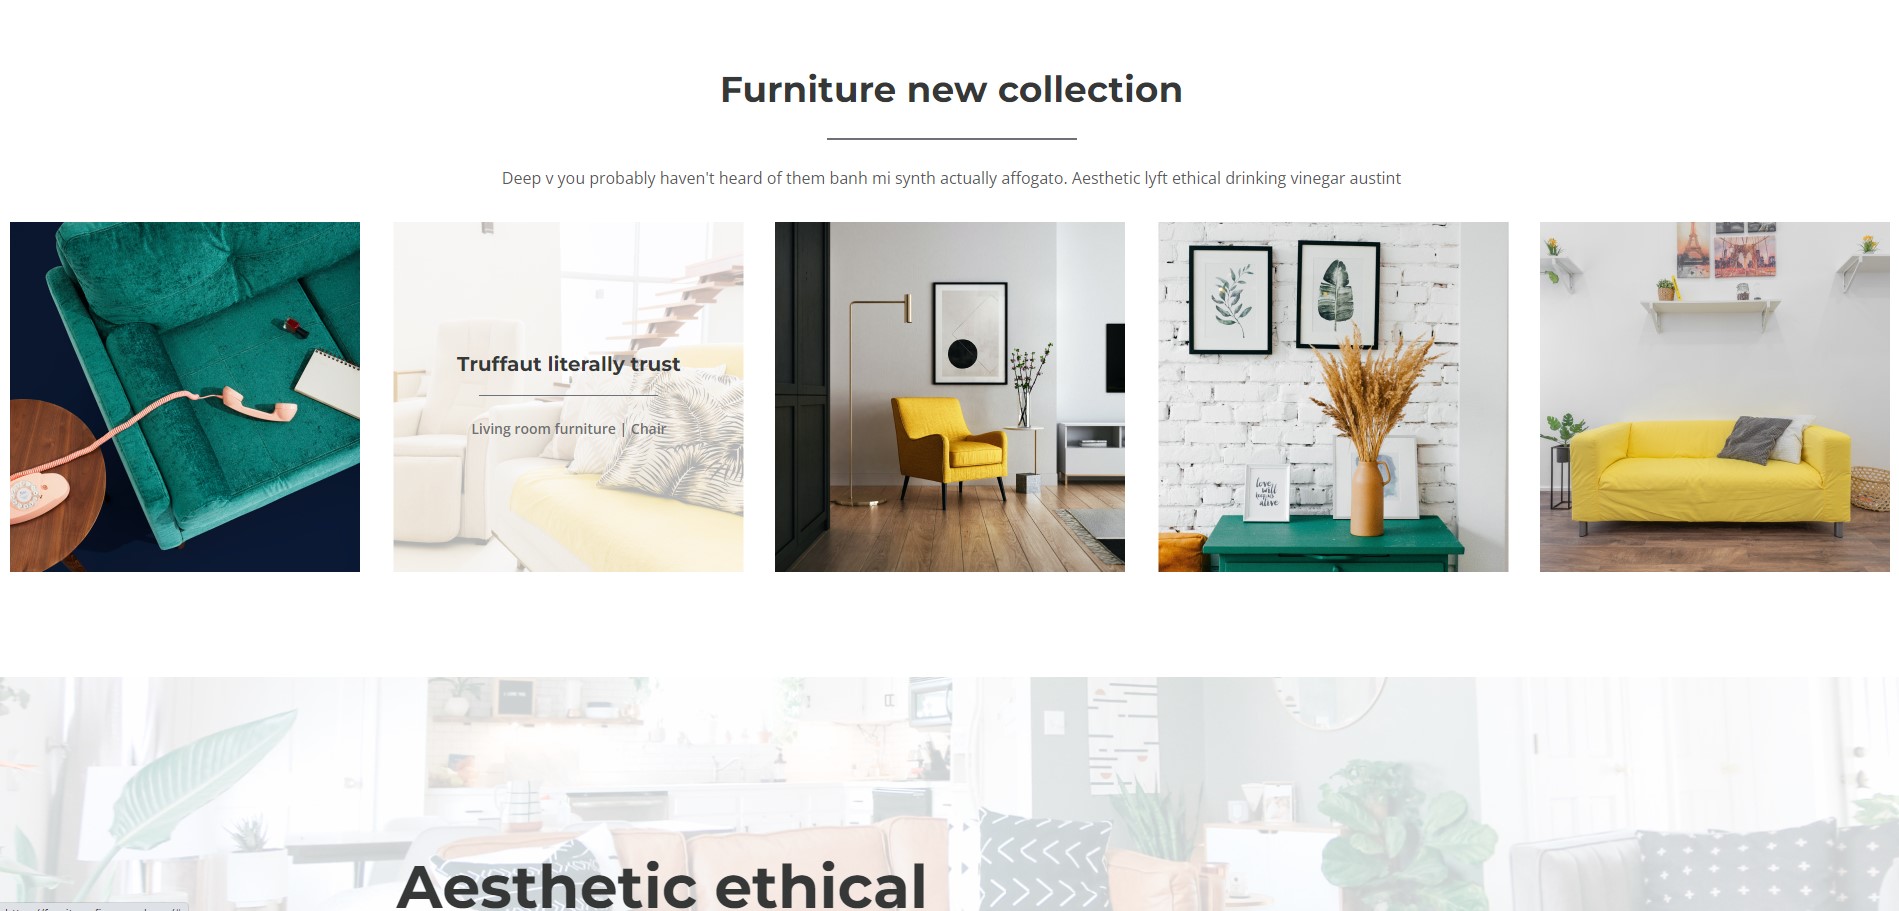 Furniture new collection
Deep v you probably haven't heard of them banh mi synth actually affogato. Aesthetic lyft ethical drinking vinegar austint
Truffaut literally trust
Living room furniture | Chair
love
will
keep us
alive
Aesthetic ethical